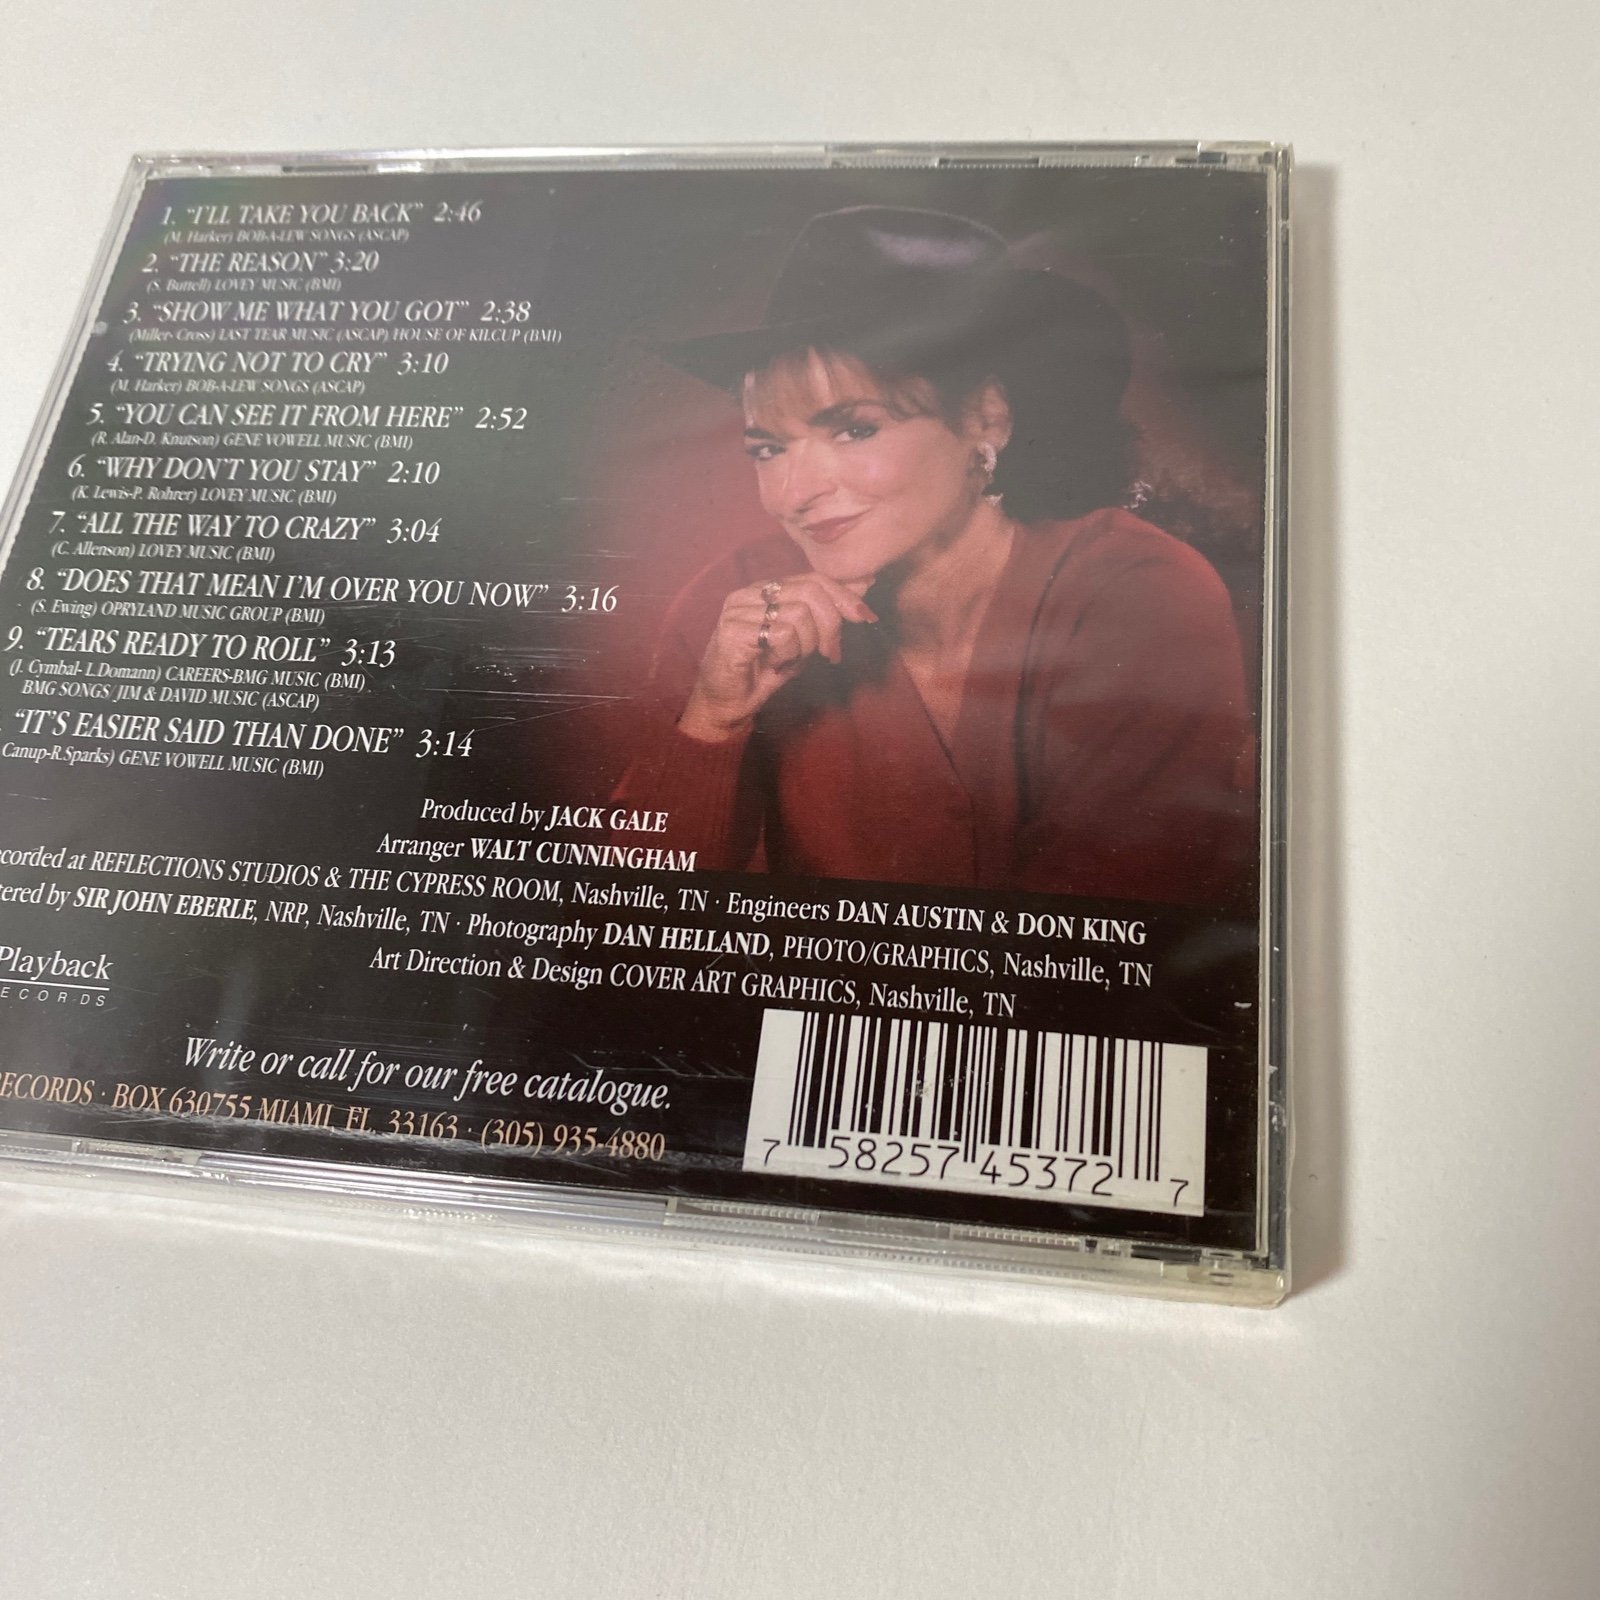 1. “I'LL TAKE YOU BACK” 2:46
(M. Harker) BOB-A-LEW SONGS (ASCAP)
2. “THE REASON” 3:20
(S. Buttell) LOVEY MUSIC (BMI)
3. “SHOW ME WHAT YOU GOT” 2:38
(Miller- Cross) LAST TEAR MUSIC (ASCAP), HOUSE OF KILCUP (BMI)
4. “TRYING NOT TO CRY” 3:10
(M. Harker) BOB-A-LEW SONGS (ASCAP)
5. “YOU CAN SEE IT FROM HERE” 2:52
(R. Alan-D. Knutson) GENE VOWELL MUSIC (BMI)
6. “WHY DON'T YOU STAY” 2:10
(K. Lewis-P. Rohrer) LOVEY MUSIC (BMI)
7. “ALL THE WAY TO CRAZY” 3:04
(C. Allenson) LOVEY MUSIC (BMI)
8. “DOES THAT MEAN I'M OVER YOU NOW” 3:16
(S. Ewing) OPRYLAND MUSIC GROUP (BMI)
9. “TEARS READY TO ROLL” 3:13
(J. Cymbal- L.Domann) CAREERS-BMG MUSIC (BMI)
BMG SONGS/JIM & DAVID MUSIC (ASCAP)
“IT'S EASIER SAID THAN DONE” 3:14
Canup-R.Sparks) GENE VOWELL MUSIC (BMI)
Produced by JACK GALE
Arranger WALT CUNNINGHAM
ecorded at REFLECTIONS STUDIOS & THE CYPRESS ROOM, Nashville, TN · Engineers DAN AUSTIN & DON KING
tered by SIR JOHN EBERLE, NRP, Nashville, TN · Photography DAN HELLAND, PHOTO/GRAPHICS, Nashville, TN
Art Direction & Design COVER ART GRAPHICS, Nashville, TN
Playback
ECORDS
Write or call for our free catalogue.
RECORDS · BOX 630755 MIAMI, FL. 33163 · (305) 935-4880
7 58257 45372 7